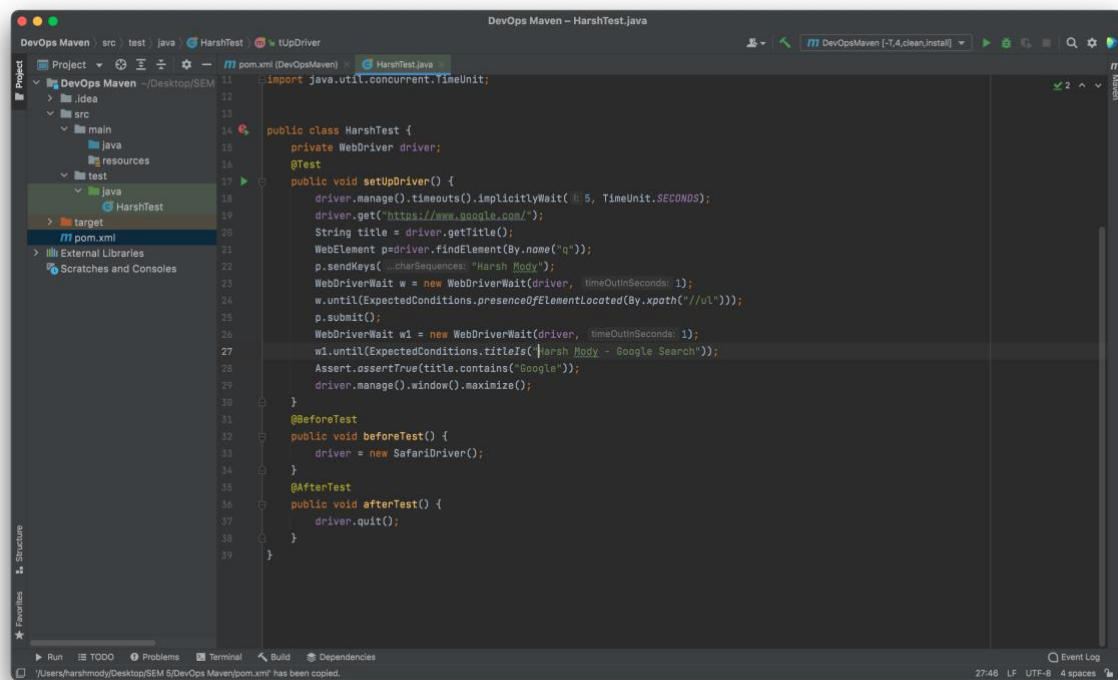 DevOps Maven – HarshTest.java
DevOps Maven 〉 src 〉 test 〉 java 〉 HarshTest 〉 tUpDriver
DevOpsMaven [-T,4,clean,install]
Project
pom.xml (DevOpsMaven)
HarshTest.java
Project
Maven
DevOps Maven ~/Desktop/SEM
.idea
src
main
java
resources
test
java
HarshTest
target
pom.xml
External Libraries
Scratches and Consoles
2
11 import java.util.concurrent.TimeUnit;
12
13
14 public class HarshTest {
15 private WebDriver driver;
16 @Test
17 public void setUpDriver() {
18 driver.manage().timeouts().implicitlyWait( l: 5, TimeUnit.SECONDS);
19 driver.get("https://www.google.com/");
20 String title = driver.getTitle();
21 WebElement p=driver.findElement(By.name("q"));
22 p.sendKeys( ...charSequences: "Harsh Mody");
23 WebDriverWait w = new WebDriverWait(driver, timeOutInSeconds: 1);
24 w.until(ExpectedConditions.presenceOfElementLocated(By.xpath("//ul")));
25 p.submit();
26 WebDriverWait w1 = new WebDriverWait(driver, timeOutInSeconds: 1);
27 w1.until(ExpectedConditions.titleIs("Harsh Mody - Google Search"));
28 Assert.assertTrue(title.contains("Google"));
29 driver.manage().window().maximize();
30 }
31 @BeforeTest
32 public void beforeTest() {
33 driver = new SafariDriver();
34 }
35 @AfterTest
36 public void afterTest() {
37 driver.quit();
38 }
39 }
Structure
Favorites
Run TODO Problems Terminal Build Dependencies Event Log
'/Users/harshmody/Desktop/SEM 5/DevOps Maven/pom.xml' has been copied. 27:46 LF UTF-8 4 spaces